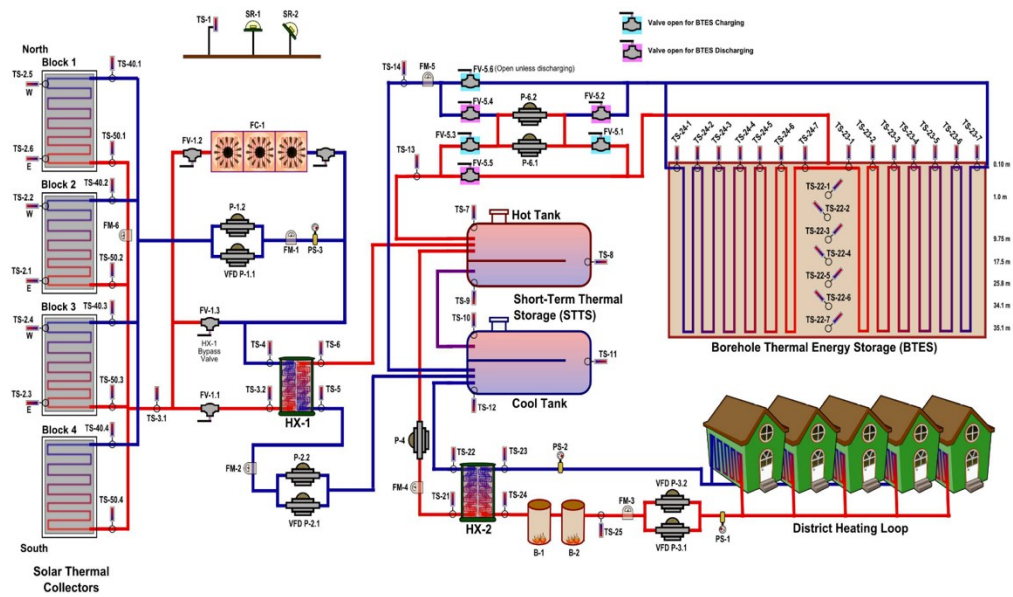 TS-1
SR-1
SR-2
Valve open for BTES Charging
Valve open for BTES Discharging
North
Block 1
TS-40.1
TS-2.5
W
TS-50.1
TS-2.6
E
Block 2
TS-40.2
TS-2.2
W
FM-6
TS-2.1
E
TS-50.2
Block 3
TS-40.3
TS-2.4
W
TS-50.3
TS-2.3
E
Block 4
TS-40.4
TS-50.4
South
Solar Thermal
Collectors
TS-3.1
FV-1.2
FC-1
P-1.2
VFD P-1.1
FM-1
PS-3
FV-1.3
HX-1
Bypass
Valve
FV-1.1
TS-4
TS-6
TS-3.2
TS-5
HX-1
FM-2
P-2.2
VFD P-2.1
TS-14
FM-5
FV-5.6 (Open unless discharging)
FV-5.4
P-6.2
FV-5.2
FV-5.3
FV-5.1
P-6.1
TS-13
FV-5.5
TS-7
Hot Tank
TS-8
TS-9
Short-Term Thermal
Storage (STTS)
TS-10
TS-11
Cool Tank
TS-12
TS-24-1
TS-24-2
TS-24-3
TS-24-4
TS-24-5
TS-24-6
TS-24-7
TS-23-1
TS-23-2
TS-23-3
TS-23-4
TS-23-5
TS-23-6
TS-23-7
0.10 m
TS-22-1
1.0 m
TS-22-2
TS-22-3
9.75 m
TS-22-4
17.5 m
TS-22-5
25.8 m
TS-22-6
34.1 m
TS-22-7
35.1 m
Borehole Thermal Energy Storage (BTES)
P-4
FM-4
TS-22
TS-23
PS-2
TS-21
TS-24
HX-2
B-1
B-2
TS-25
FM-3
VFD P-3.2
VFD P-3.1
PS-1
District Heating Loop